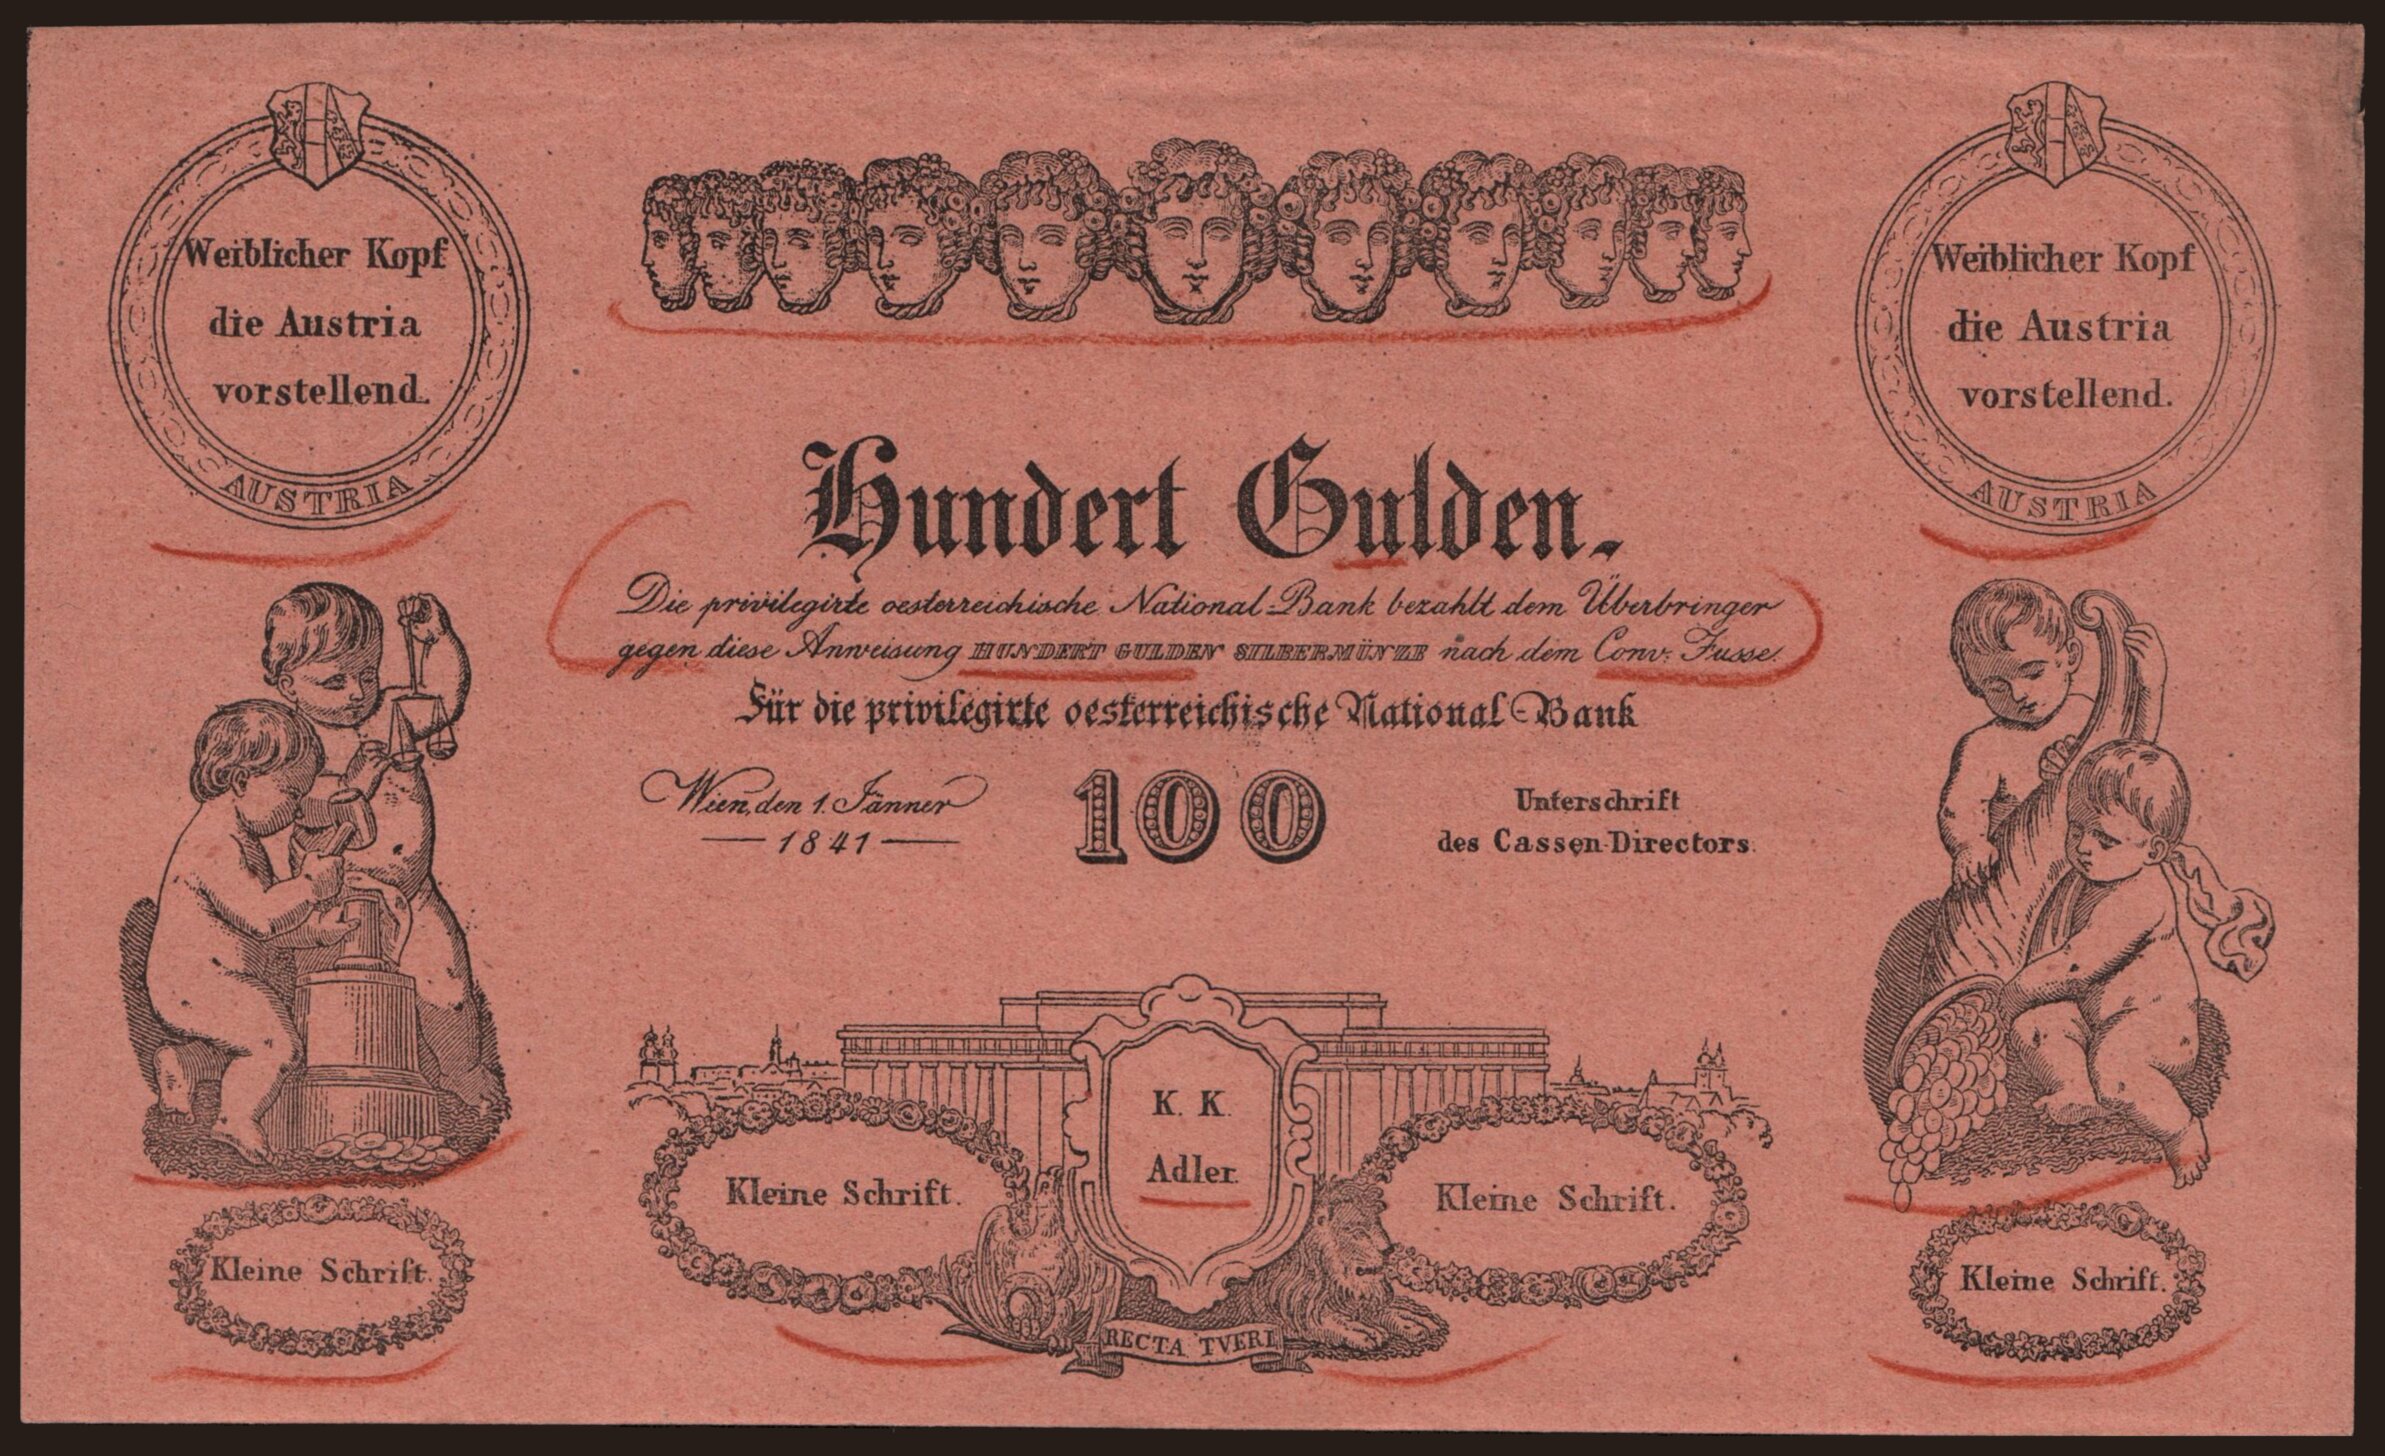 Weiblicher Kopf
die Austria
vorstellend.
AUSTRIA
Weiblicher Kopf
die Austria
vorstellend.
AUSTRIA
Hundert Gulden.
Die privilegirte oesterreichische National-Bank bezahlt dem Überbringer
gegen diese Anweisung HUNDERT GULDEN SILBERMÜNZE nach dem Conv: Fusse.
Für die privilegirte oesterreichische National-Bank
Wien, den 1. Jänner
1841
100
Unterschrift
des Cassen-Directors.
K. K.
Adler.
Kleine Schrift.
Kleine Schrift.
Kleine Schrift.
Kleine Schrift.
RECTA TVERI